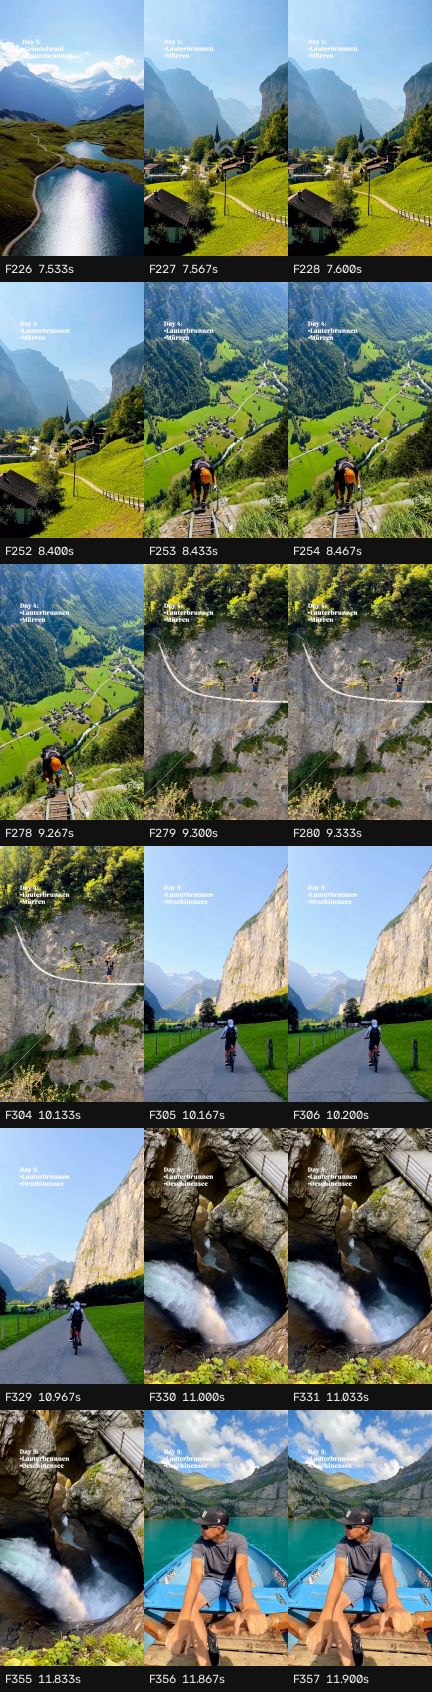 Day 3:
•Grindelwald
•Lauterbrunnen
Day 4:
•Lauterbrunnen
•Mürren
Day 4:
•Lauterbrunnen
•Mürren
F226 7.533s
F227 7.567s
F228 7.600s
Day 4:
•Lauterbrunnen
•Mürren
Day 4:
•Lauterbrunnen
•Mürren
Day 4:
•Lauterbrunnen
•Mürren
F252 8.400s
F253 8.433s
F254 8.467s
Day 4:
•Lauterbrunnen
•Mürren
Day 4:
•Lauterbrunnen
•Mürren
Day 4:
•Lauterbrunnen
•Mürren
F278 9.267s
F279 9.300s
F280 9.333s
Day 4:
•Lauterbrunnen
•Mürren
Day 5:
•Lauterbrunnen
•Oeschinensee
Day 5:
•Lauterbrunnen
•Oeschinensee
F304 10.133s
F305 10.167s
F306 10.200s
Day 5:
•Lauterbrunnen
•Oeschinensee
Day 5:
•Lauterbrunnen
•Oeschinensee
Day 5:
•Lauterbrunnen
•Oeschinensee
F329 10.967s
F330 11.000s
F331 11.033s
Day 5:
•Lauterbrunnen
•Oeschinensee
Day 5:
•Lauterbrunnen
•Oeschinensee
Day 5:
•Lauterbrunnen
•Oeschinensee
F355 11.833s
F356 11.867s
F357 11.900s